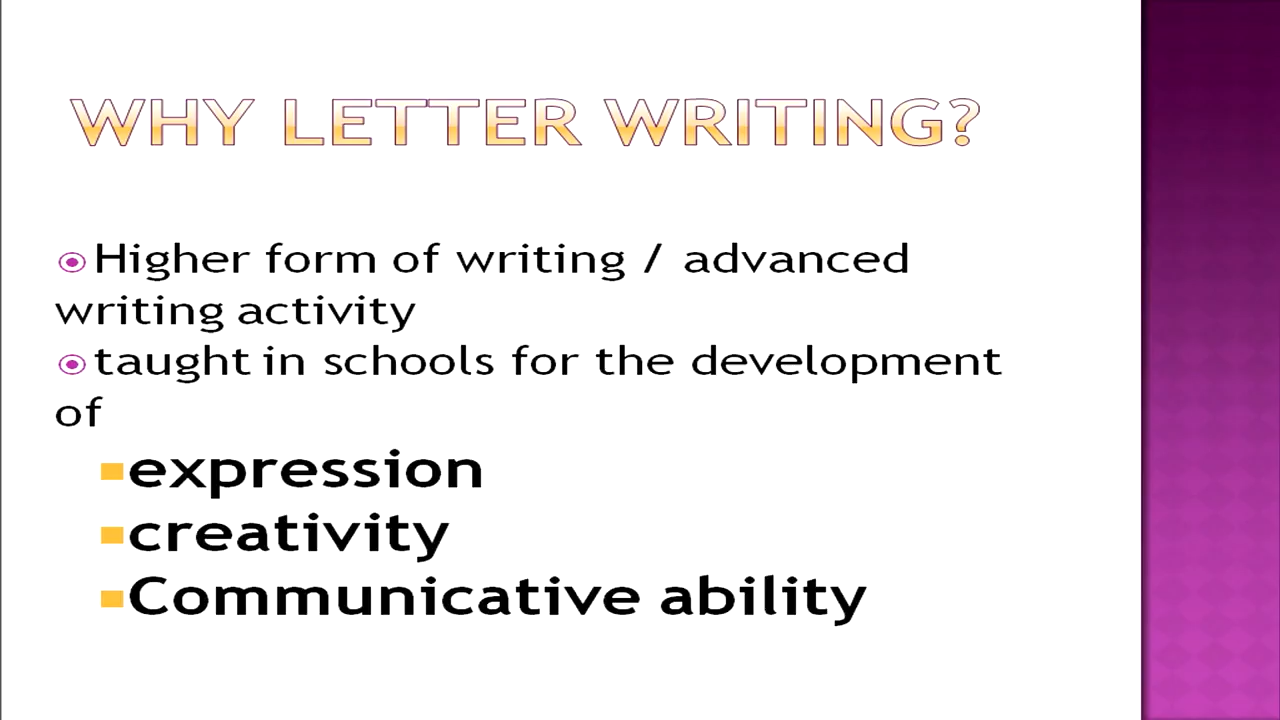 WHY LETTER WRITING?
Higher form of writing / advanced
writing activity
taught in schools for the development
of
expression
creativity
Communicative ability